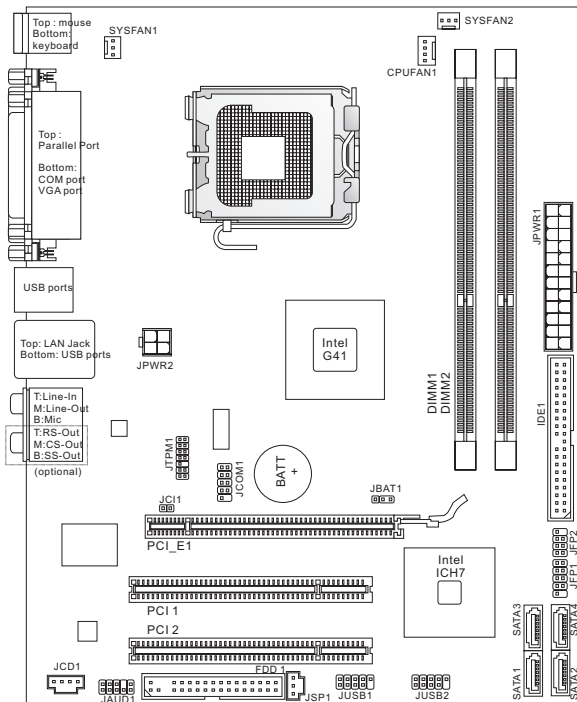 Top : mouse
Bottom:
keyboard
SYSFAN1
SYSFAN2
CPUFAN1
Top :
Parallel Port
Bottom:
COM port
VGA port
JPWR1
USB ports
Top: LAN Jack
Bottom: USB ports
JPWR2
Intel
G41
DIMM1
DIMM2
IDE1
T:Line-In
M:Line-Out
B:Mic
T:RS-Out
M:CS-Out
B:SS-Out
(optional)
JTPM1
JCOM1
BATT
+
JBAT1
JCI1
PCI_E1
Intel
ICH7
JFP2
JFP1
PCI 1
PCI 2
SATA3
SATA4
SATA1
SATA2
JCD1
JAUD1
FDD 1
JSP1
JUSB1
JUSB2